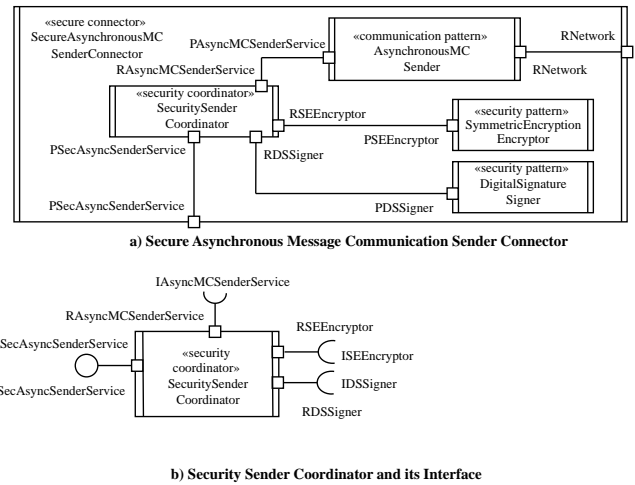 «secure connector»
SecureAsynchronousMC
SenderConnector
PAsyncMCSenderService
RAsyncMCSenderService
«communication pattern»
AsynchronousMC
Sender
RNetwork
RNetwork
«security coordinator»
SecuritySender
Coordinator
RSEEncryptor
PSEEncryptor
«security pattern»
SymmetricEncryption
Encryptor
PSecAsyncSenderService
RDSSigner
«security pattern»
DigitalSignature
Signer
PSecAsyncSenderService
PDSSigner
a) Secure Asynchronous Message Communication Sender Connector
IAsyncMCSenderService
RAsyncMCSenderService
SecAsyncSenderService
SecAsyncSenderService
«security
coordinator»
SecuritySender
Coordinator
RSEEncryptor
ISEEncryptor
IDSSigner
RDSSigner
b) Security Sender Coordinator and its Interface